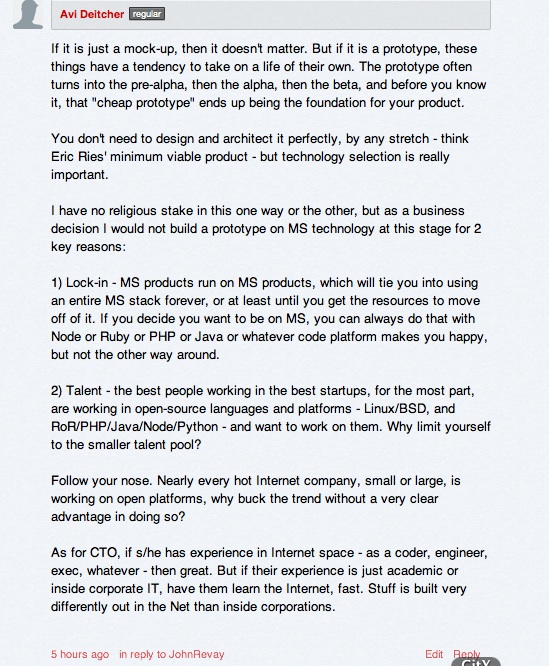 Avi Deitcher regular
If it is just a mock-up, then it doesn't matter. But if it is a prototype, these
things have a tendency to take on a life of their own. The prototype often
turns into the pre-alpha, then the alpha, then the beta, and before you know
it, that "cheap prototype" ends up being the foundation for your product.
You don't need to design and architect it perfectly, by any stretch - think
Eric Ries' minimum viable product - but technology selection is really
important.
I have no religious stake in this one way or the other, but as a business
decision I would not build a prototype on MS technology at this stage for 2
key reasons:
1) Lock-in - MS products run on MS products, which will tie you into using
an entire MS stack forever, or at least until you get the resources to move
off of it. If you decide you want to be on MS, you can always do that with
Node or Ruby or PHP or Java or whatever code platform makes you happy,
but not the other way around.
2) Talent - the best people working in the best startups, for the most part,
are working in open-source languages and platforms - Linux/BSD, and
RoR/PHP/Java/Node/Python - and want to work on them. Why limit yourself
to the smaller talent pool?
Follow your nose. Nearly every hot Internet company, small or large, is
working on open platforms, why buck the trend without a very clear
advantage in doing so?
As for CTO, if s/he has experience in Internet space - as a coder, engineer,
exec, whatever - then great. But if their experience is just academic or
inside corporate IT, have them learn the Internet, fast. Stuff is built very
differently out in the Net than inside corporations.
5 hours ago in reply to JohnRevay Edit Reply